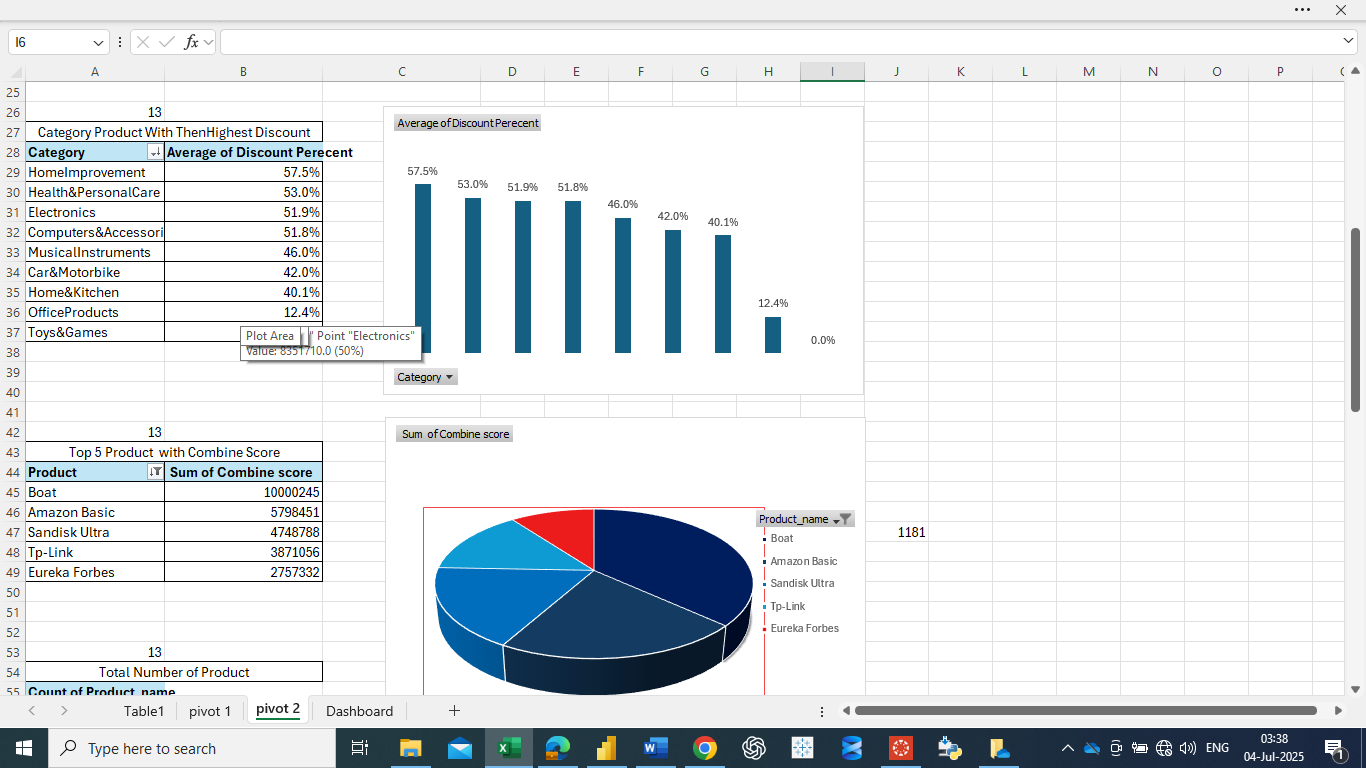 I6
fx
A B C D E F G H I J K L M N O P
25
26 13
27 Category Product With ThenHighest Discount
28 Category Average of Discount Perecent
29 HomeImprovement 57.5%
30 Health&PersonalCare 53.0%
31 Electronics 51.9%
32 Computers&Accessori 51.8%
33 MusicalInstruments 46.0%
34 Car&Motorbike 42.0%
35 Home&Kitchen 40.1%
36 OfficeProducts 12.4%
37 Toys&Games
38
39
40
41
42 13
43 Top 5 Product with Combine Score
44 Product Sum of Combine score
45 Boat 10000245
46 Amazon Basic 5798451
47 Sandisk Ultra 4748788
48 Tp-Link 3871056
49 Eureka Forbes 2757332
50
51
52
53 13
54 Total Number of Product
55 Count of Product_name
Plot Area " Point "Electronics"
Value: 8351710.0 (50%)
Average of Discount Perecent
57.5%
53.0%
51.9%
51.8%
46.0%
42.0%
40.1%
12.4%
0.0%
Category
Sum of Combine score
Product_name
Boat
Amazon Basic
Sandisk Ultra
Tp-Link
Eureka Forbes
1181
Table1 pivot 1 pivot 2 Dashboard
Type here to search
ENG
03:38
04-Jul-2025
1